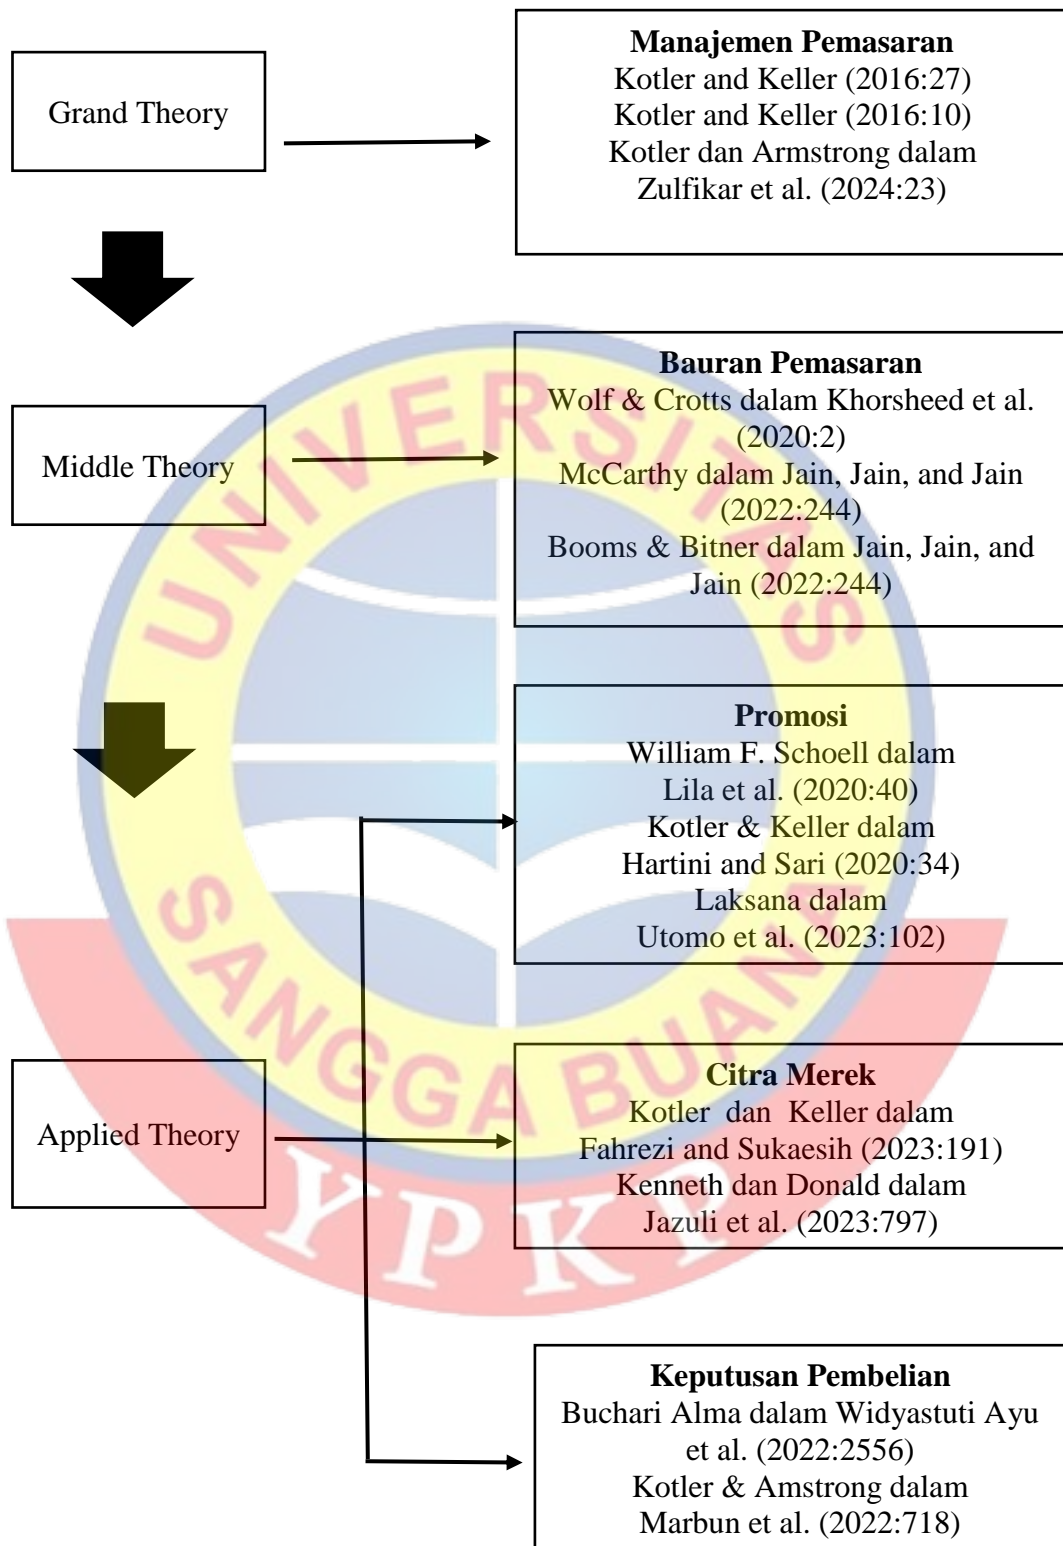 Grand Theory
Manajemen Pemasaran
Kotler and Keller (2016:27)
Kotler and Keller (2016:10)
Kotler dan Armstrong dalam
Zulfikar et al. (2024:23)
Middle Theory
Bauran Pemasaran
Wolf & Crotts dalam Khorsheed et al.
(2020:2)
McCarthy dalam Jain, Jain, and Jain
(2022:244)
Booms & Bitner dalam Jain, Jain, and
Jain (2022:244)
Promosi
William F. Schoell dalam
Lila et al. (2020:40)
Kotler & Keller dalam
Hartini and Sari (2020:34)
Laksana dalam
Utomo et al. (2023:102)
Applied Theory
Citra Merek
Kotler dan Keller dalam
Fahrezi and Sukaesih (2023:191)
Kenneth dan Donald dalam
Jazuli et al. (2023:797)
Keputusan Pembelian
Buchari Alma dalam Widyastuti Ayu
et al. (2022:2556)
Kotler & Amstrong dalam
Marbun et al. (2022:718)
UNIVERSITAS
SANGGA BUANA
YPKP